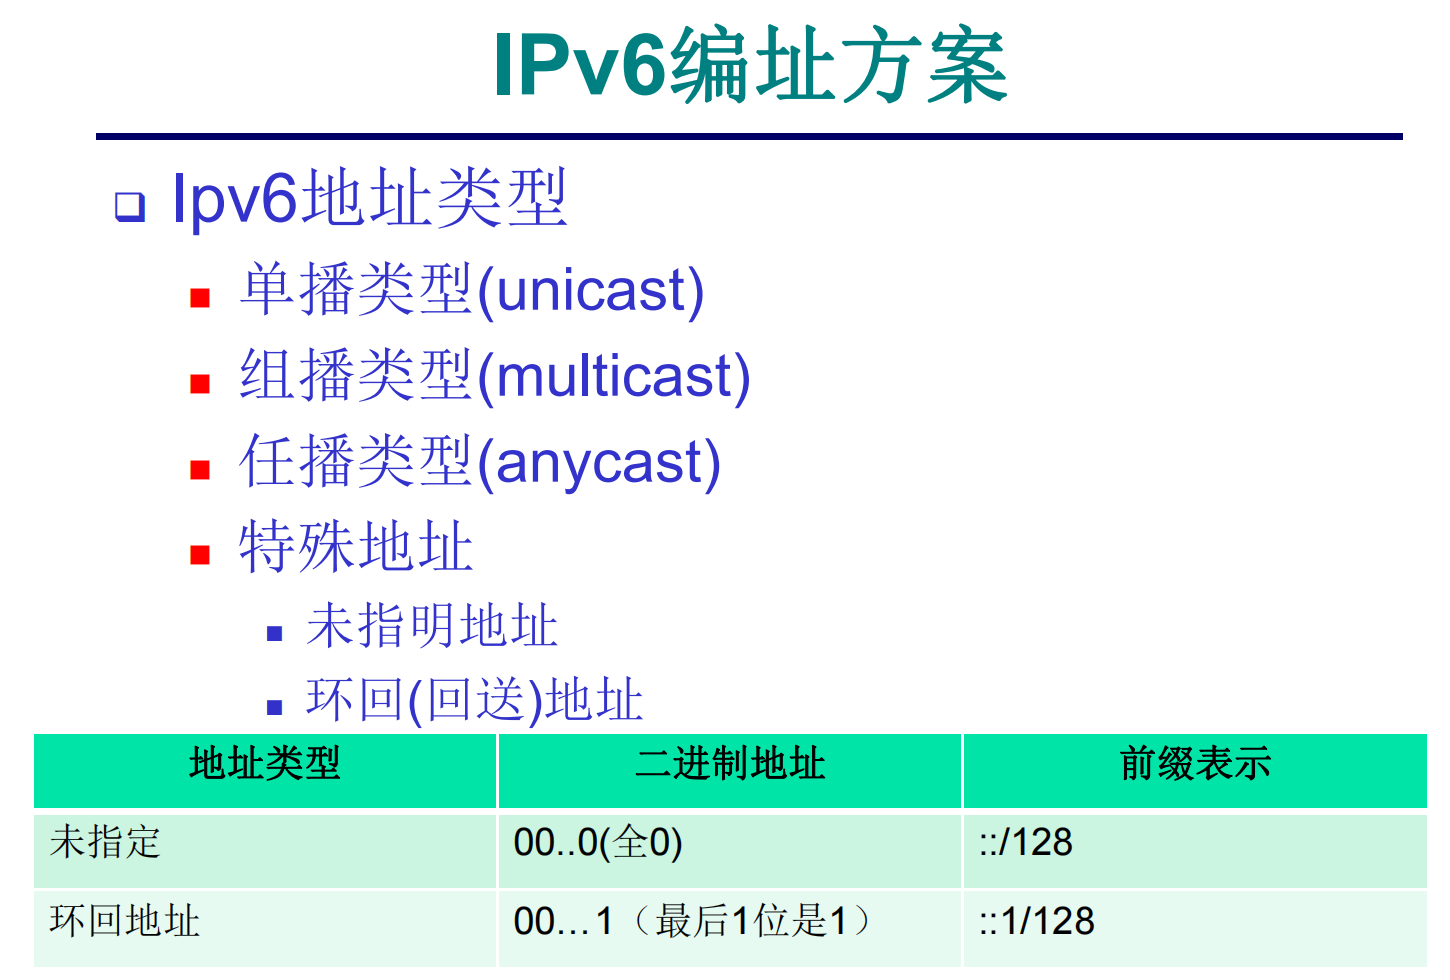 IPv6编址方案
Ipv6地址类型
单播类型(unicast)
组播类型(multicast)
任播类型(anycast)
特殊地址
未指明地址
环回(回送)地址
地址类型 二进制地址 前缀表示
未指定 00..0(全0) ::/128
环回地址 00...1（最后1位是1） ::1/128